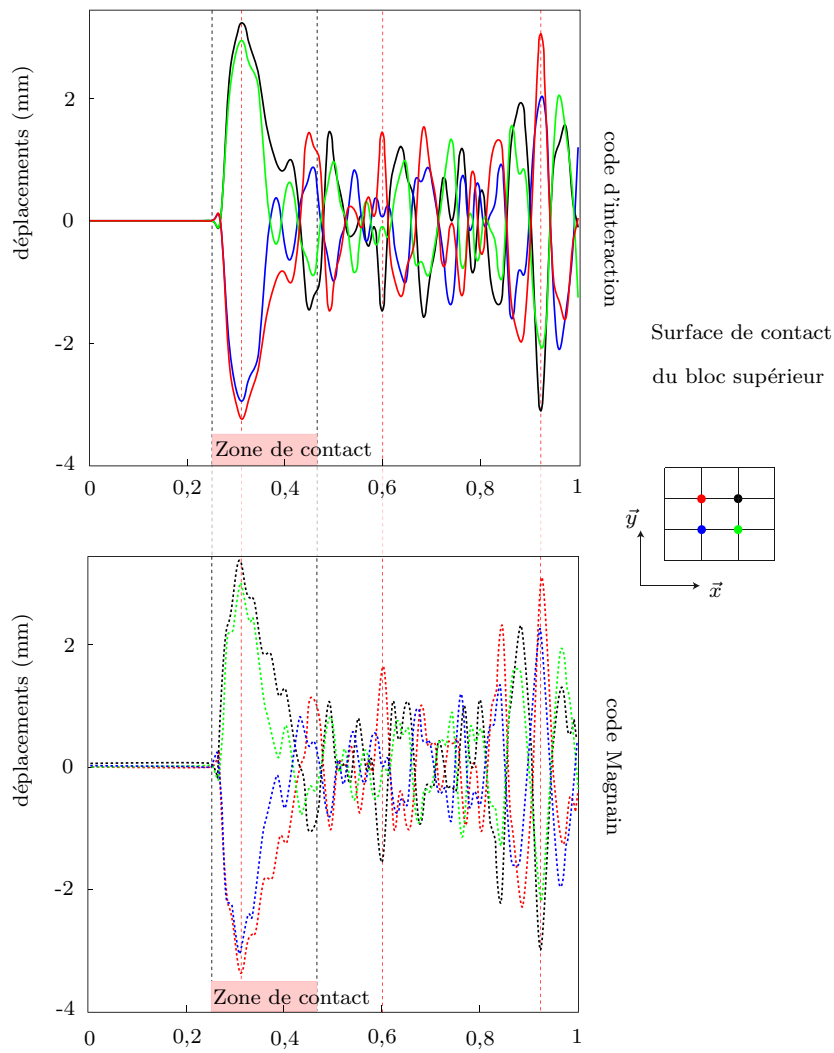 déplacements (mm)
2
0
-2
-4
Zone de contact
0
0,2
0,4
0,6
0,8
1
code d'interaction
Surface de contact
du bloc supérieur
y⃗
x⃗
déplacements (mm)
2
0
-2
-4
Zone de contact
0
0,2
0,4
0,6
0,8
1
code Magnain